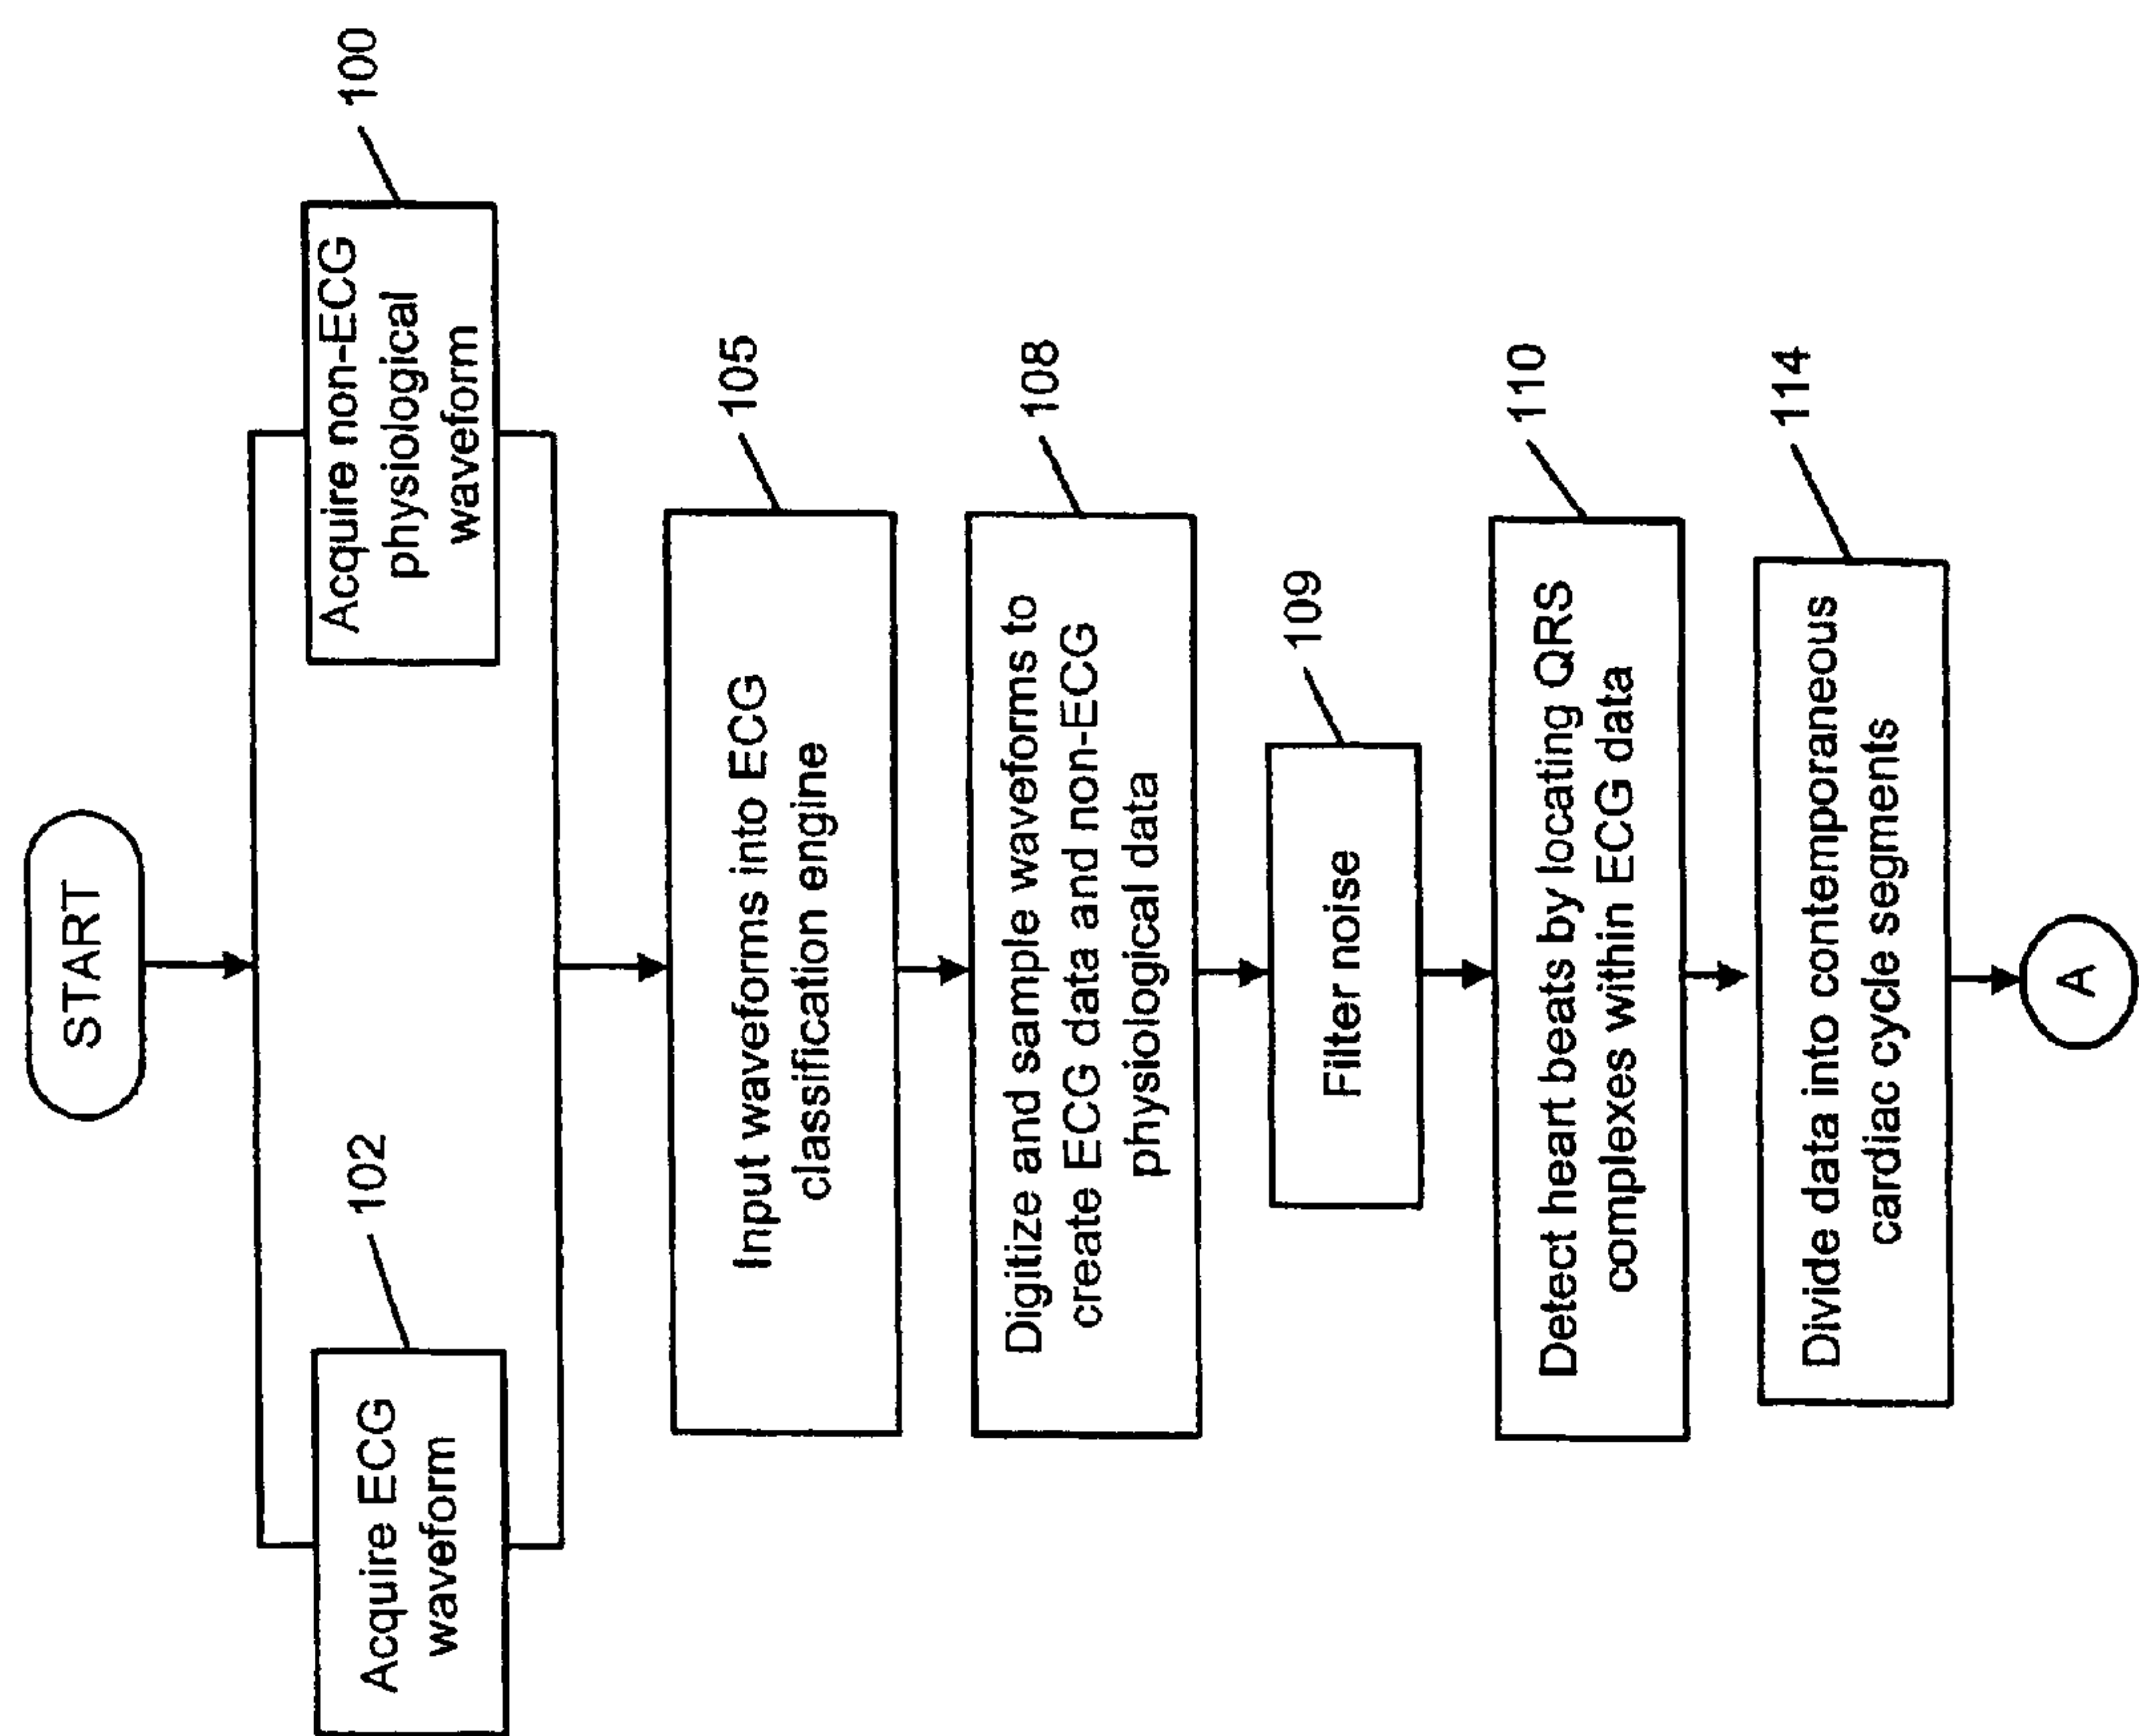 START
102
Acquire ECG
waveform
100
Acquire non-ECG
physiological
waveform
105
Input waveforms into ECG
classification engine
108
Digitize and sample waveforms to
create ECG data and non-ECG
physiological data
109
Filter noise
110
Detect heart beats by locating QRS
complexes within ECG data
114
Divide data into contemporaneous
cardiac cycle segments
A